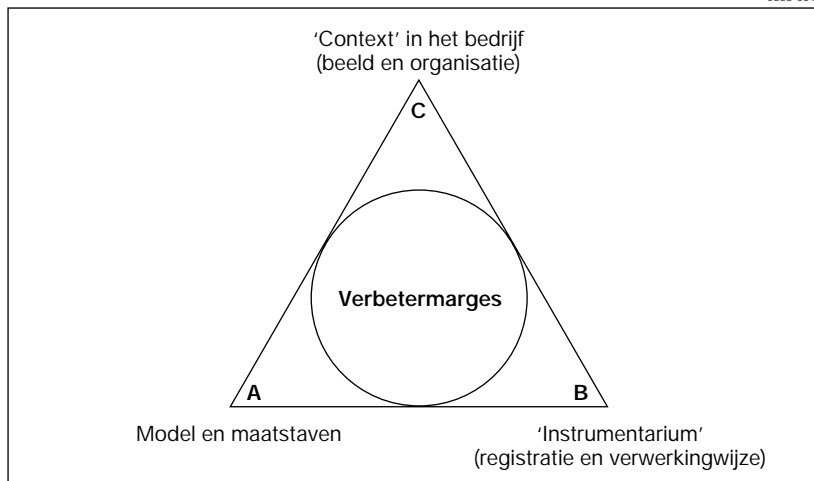 ‘Context’ in het bedrijf
(beeld en organisatie)
C
Verbetermarges
A
B
Model en maatstaven
‘Instrumentarium’
(registratie en verwerkingwijze)